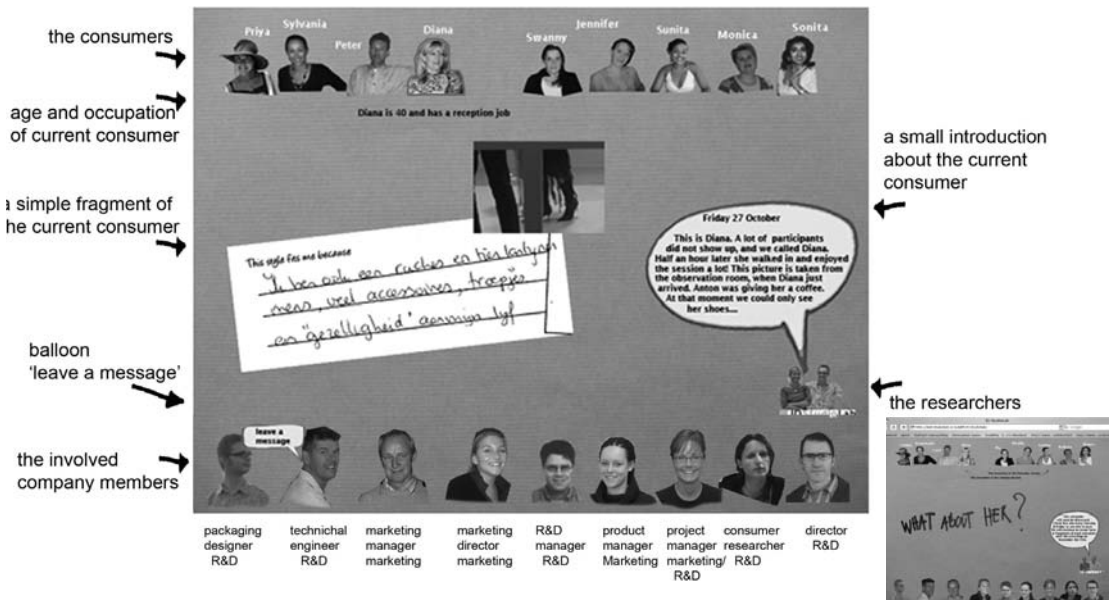 the consumers
age and occupation
of current consumer
a simple fragment of
he current consumer
balloon
'leave a message'
the involved
company members
Priya
Sylvania
Peter
Diana
Swanny
Jennifer
Sunita
Monica
Sonita
Diana is 40 and has a reception job
This style fits me because
Ik ben ook een en
mens, veel accessoires, troepjes
en "gezelligheid" lyf
Friday 27 October
This is Diana. A lot of participants
did not show up, and we called Diana.
Half an hour later she walked in and enjoyed
the session a lot! This picture is taken from
the observation room, when Diana just
arrived. Anton was giving her a coffee.
At that moment we could only see
her shoes...
leave a
message
a small introduction
about the current
consumer
the researchers
packaging
designer
R&D
technichal
engineer
R&D
marketing
manager
marketing
marketing
director
marketing
R&D
manager
R&D
product
manager
Marketing
project
manager
marketing/
R&D
consumer
researcher
R&D
director
R&D
WHAT ABOUT HER?